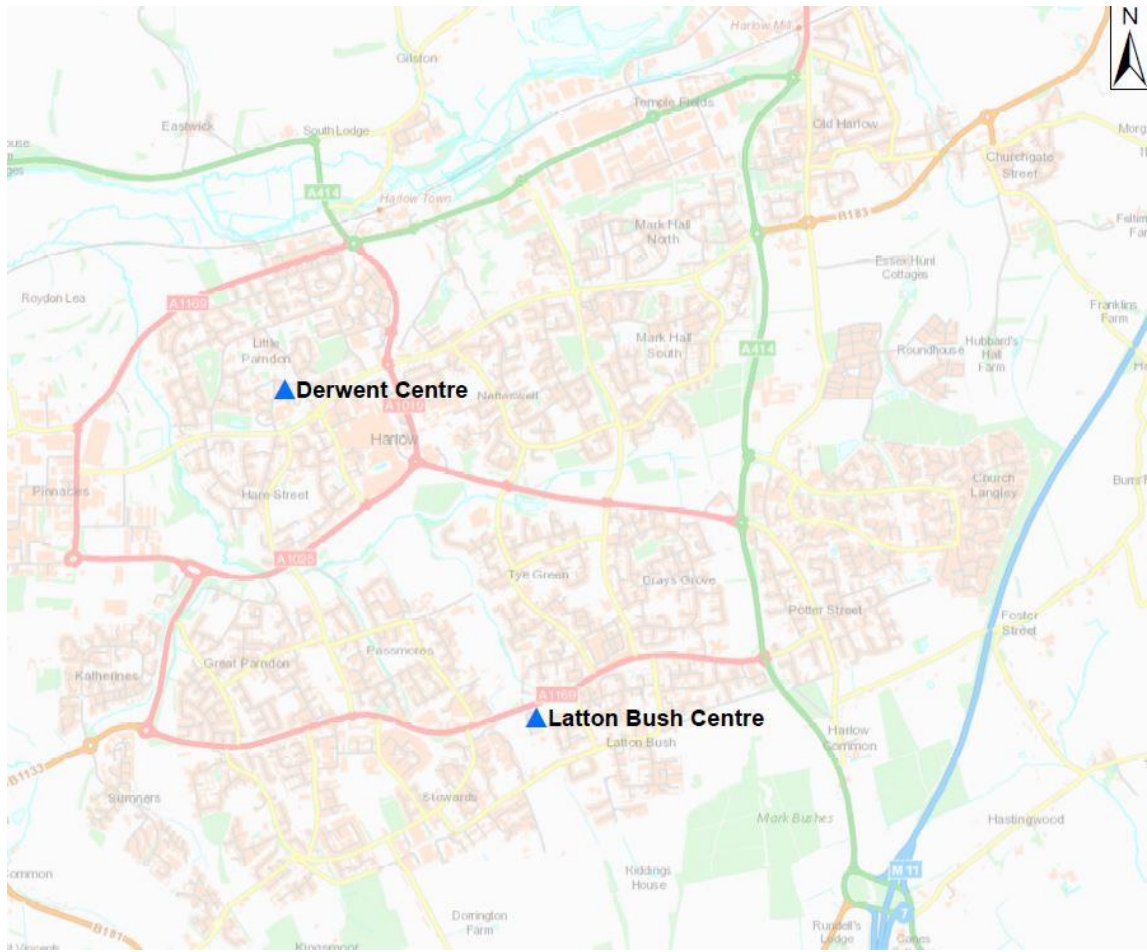 N
Harlow Mill
Gilston
Temple Fields
Eastwick
South Lodge
Old Harlow
Churchgate
Street
A414
Harlow Town
B183
Mark Hall
North
Essex Hunt
Cottages
Roydon Lea
A1169
Franklins
Farm
Little
Parndon
Mark Hall
South
A414
Roundhouse
Hubbard's
Hall
Farm
Derwent Centre
Netteswell
A1019
Harlow
Pinnacles
Hare Street
Church
Langley
A1025
Tye Green
Brays Grove
Potter Street
Foster
Street
Katherines
Great Parndon
Passmores
A1169
Latton Bush Centre
Latton Bush
Harlow
Common
B1133
Sumners
Stewards
Mark Bushes
Hastingwood
Kiddings
House
M 11
7
Dorrington
Farm
B181
Rundell's
Lodge